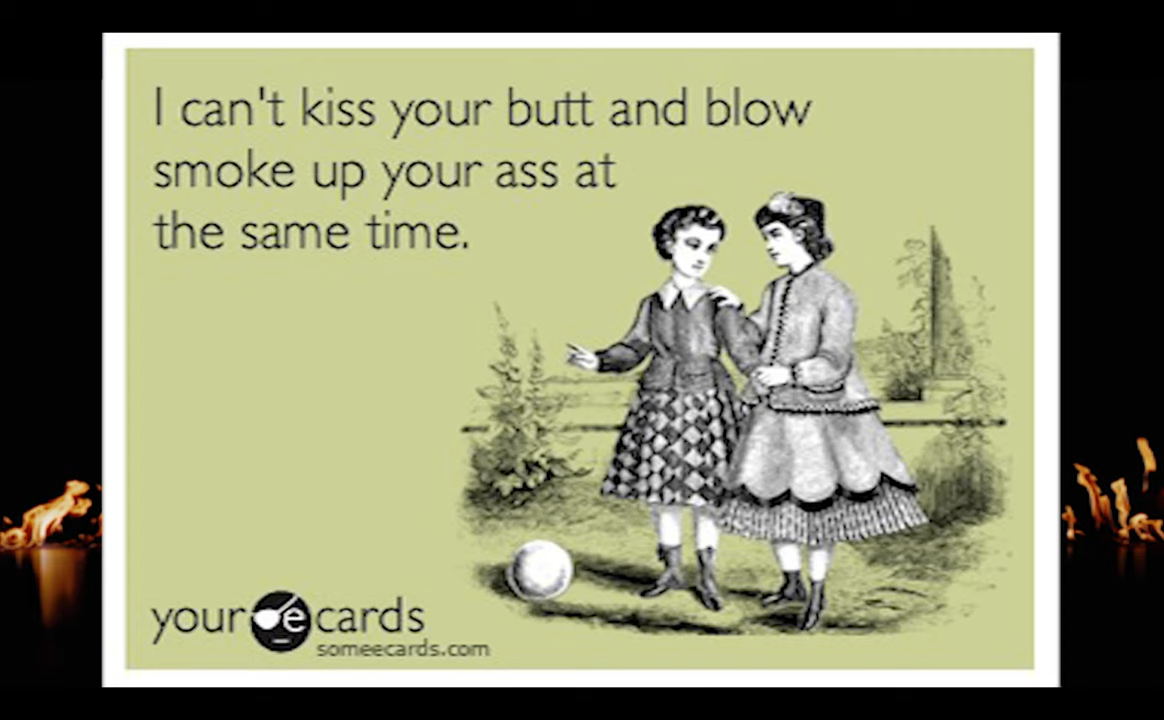 I can't kiss your butt and blow
smoke up your ass at
the same time.
your e cards
someecards.com